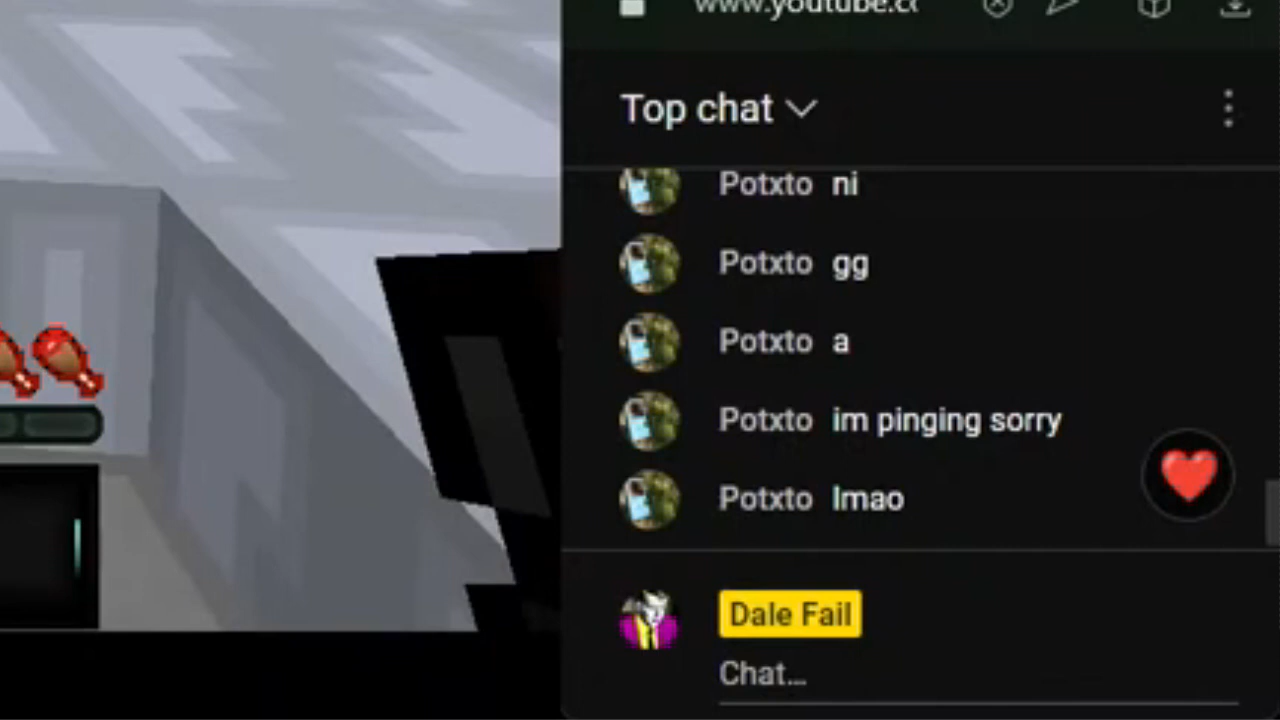 www.youtube.c
Top chat
Potxto ni
Potxto gg
Potxto a
Potxto im pinging sorry
Potxto lmao
Dale Fail
Chat...